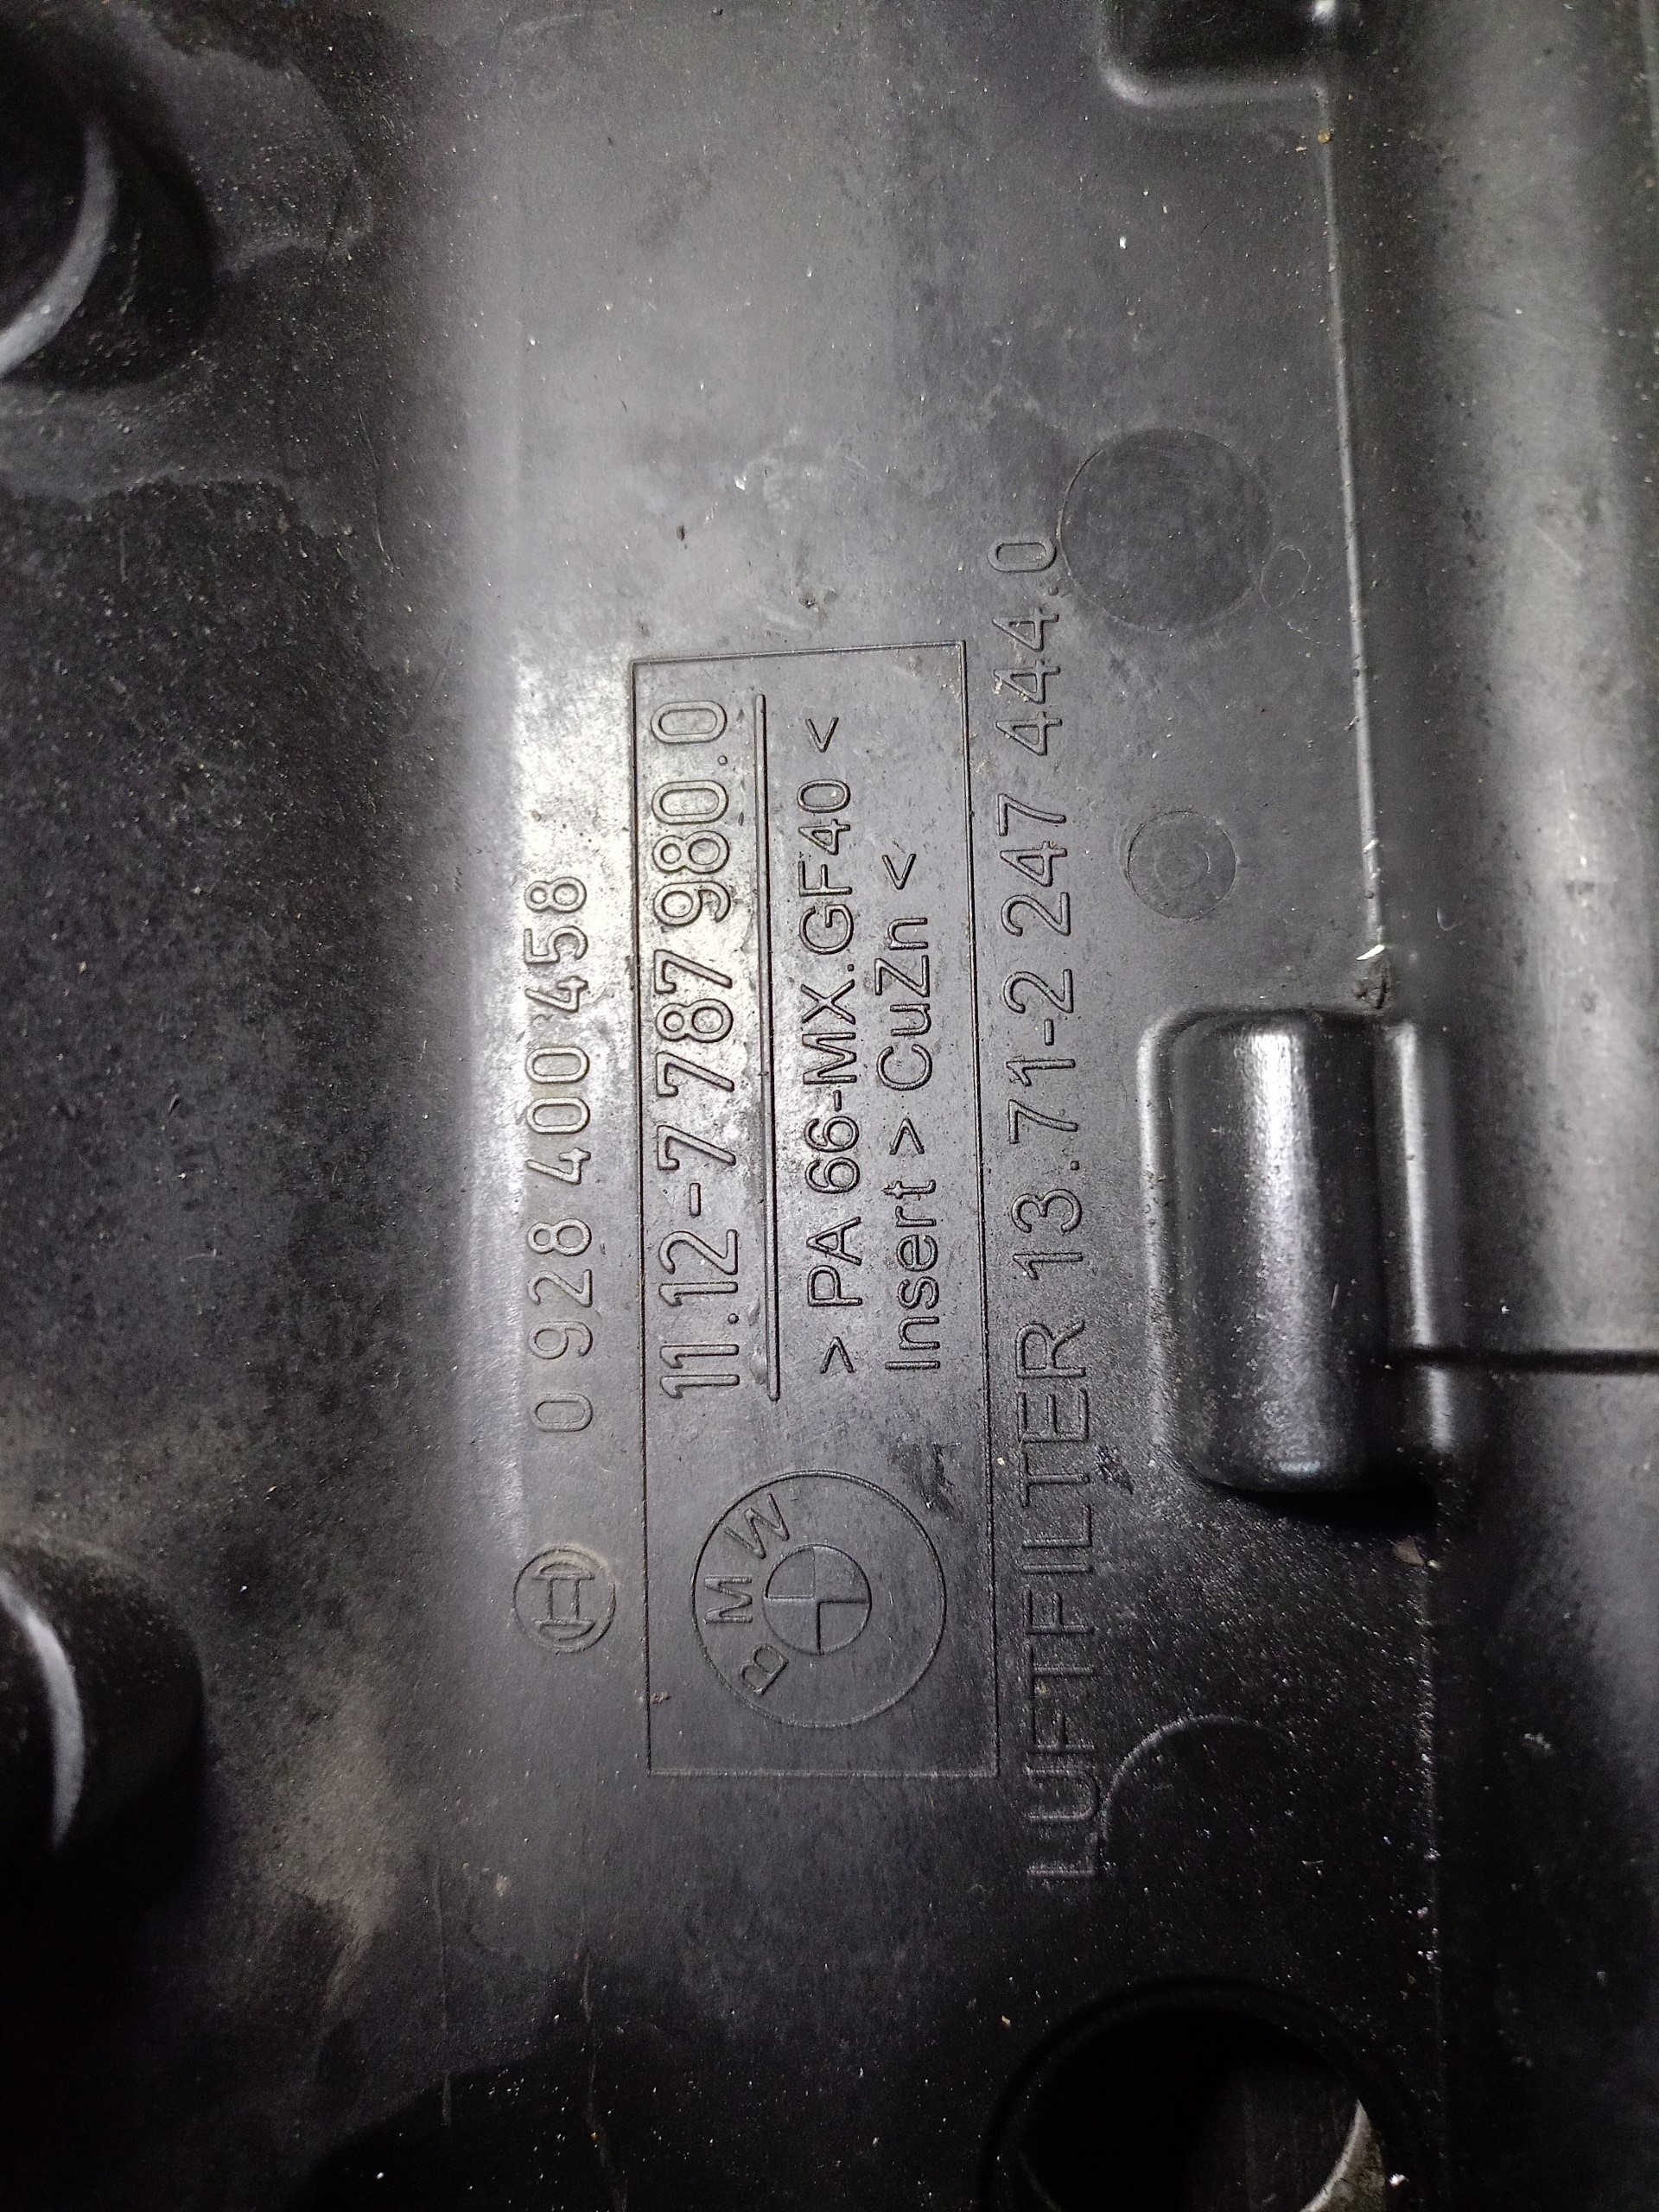 0 928 400 458
11.12-7 787 980.0
> PA 66-MX.GF40 <
Insert > CuZn <
BMW
LUFTFILTER 13.71-2 247 444.0